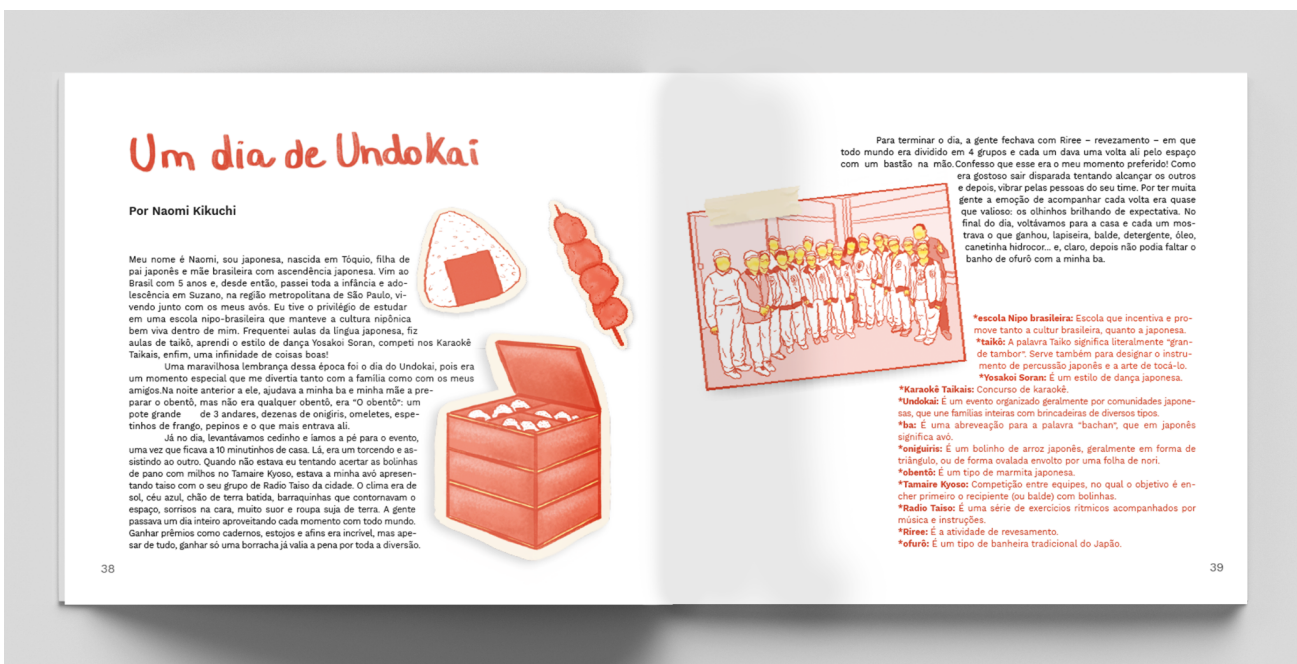 Um dia de Undokai
Por Naomi Kikuchi
Meu nome é Naomi, sou japonesa, nascida em Tóquio, filha de
pai japonês e mãe brasileira com ascendência japonesa. Vim ao
Brasil com 5 anos e, desde então, passei toda a infância e ado-
lescência em Suzano, na região metropolitana de São Paulo, vi-
vendo junto com os meus avós. Eu tive o privilégio de estudar
em uma escola nipo-brasileira que manteve a cultura nipônica
bem viva dentro de mim. Frequentei aulas da língua japonesa, fiz
aulas de taikô, aprendi o estilo de dança Yosakoi Soran, competi nos Karaokê
Taikais, enfim, uma infinidade de coisas boas!
Uma maravilhosa lembrança dessa época foi o dia do Undokai, pois era
um momento especial que me divertia tanto com a família como com os meus
amigos.Na noite anterior a ele, ajudava a minha ba e minha mãe a pre-
parar o obentô, mas não era qualquer obentô, era "O obentô": um
pote grande de 3 andares, dezenas de onigiris, omeletes, espe-
tinhos de frango, pepinos e o que mais entrava ali.
Já no dia, levantávamos cedinho e íamos a pé para o evento,
uma vez que ficava a 10 minutinhos de casa. Lá, era um torcendo e as-
sistindo ao outro. Quando não estava eu tentando acertar as bolinhas
de pano com milhos no Tamaire Kyoso, estava a minha avó apresen-
tando taiso com o seu grupo de Radio Taiso da cidade. O clima era de
sol, céu azul, chão de terra batida, barraquinhas que contornavam o
espaço, sorrisos na cara, muito suor e roupa suja de terra. A gente
passava um dia inteiro aproveitando cada momento com todo mundo.
Ganhar prêmios como cadernos, estojos e afins era incrível, mas ape-
sar de tudo, ganhar só uma borracha já valia a pena por toda a diversão.
38
Para terminar o dia, a gente fechava com Riree – revezamento – em que
todo mundo era dividido em 4 grupos e cada um dava uma volta ali pelo espaço
com um bastão na mão.Confesso que esse era o meu momento preferido! Como
era gostoso sair disparada tentando alcançar os outros
e depois, vibrar pelas pessoas do seu time. Por ter muita
gente a emoção de acompanhar cada volta era quase
que valioso: os olhinhos brilhando de expectativa. No
final do dia, voltávamos para a casa e cada um mos-
trava o que ganhou, lapiseira, balde, detergente, óleo,
canetinha hidrocor... e, claro, depois não podia faltar o
banho de ofurô com a minha ba.
*escola Nipo brasileira: Escola que incentiva e pro-
move tanto a cultur brasileira, quanto a japonesa.
*taikô: A palavra Taiko significa literalmente "gran-
de tambor". Serve também para designar o instru-
mento de percussão japonês e a arte de tocá-lo.
*Yosakoi Soran: É um estilo de dança japonesa.
*Karaokê Taikais: Concurso de karaokê.
*Undokai: É um evento organizado geralmente por comunidades japone-
sas, que une famílias inteiras com brincadeiras de diversos tipos.
*ba: É uma abreveação para a palavra "bachan", que em japonês
significa avó.
*oniguiris: É um bolinho de arroz japonês, geralmente em forma de
triângulo, ou de forma ovalada envolto por uma folha de nori.
*obentô: É um tipo de marmita japonesa.
*Tamaire Kyoso: Competição entre equipes, no qual o objetivo é en-
cher primeiro o recipiente (ou balde) com bolinhas.
*Radio Taiso: É uma série de exercícios rítmicos acompanhados por
música e instruções.
*Riree: É a atividade de revesamento.
*ofurô: É um tipo de banheira tradicional do Japão.
39